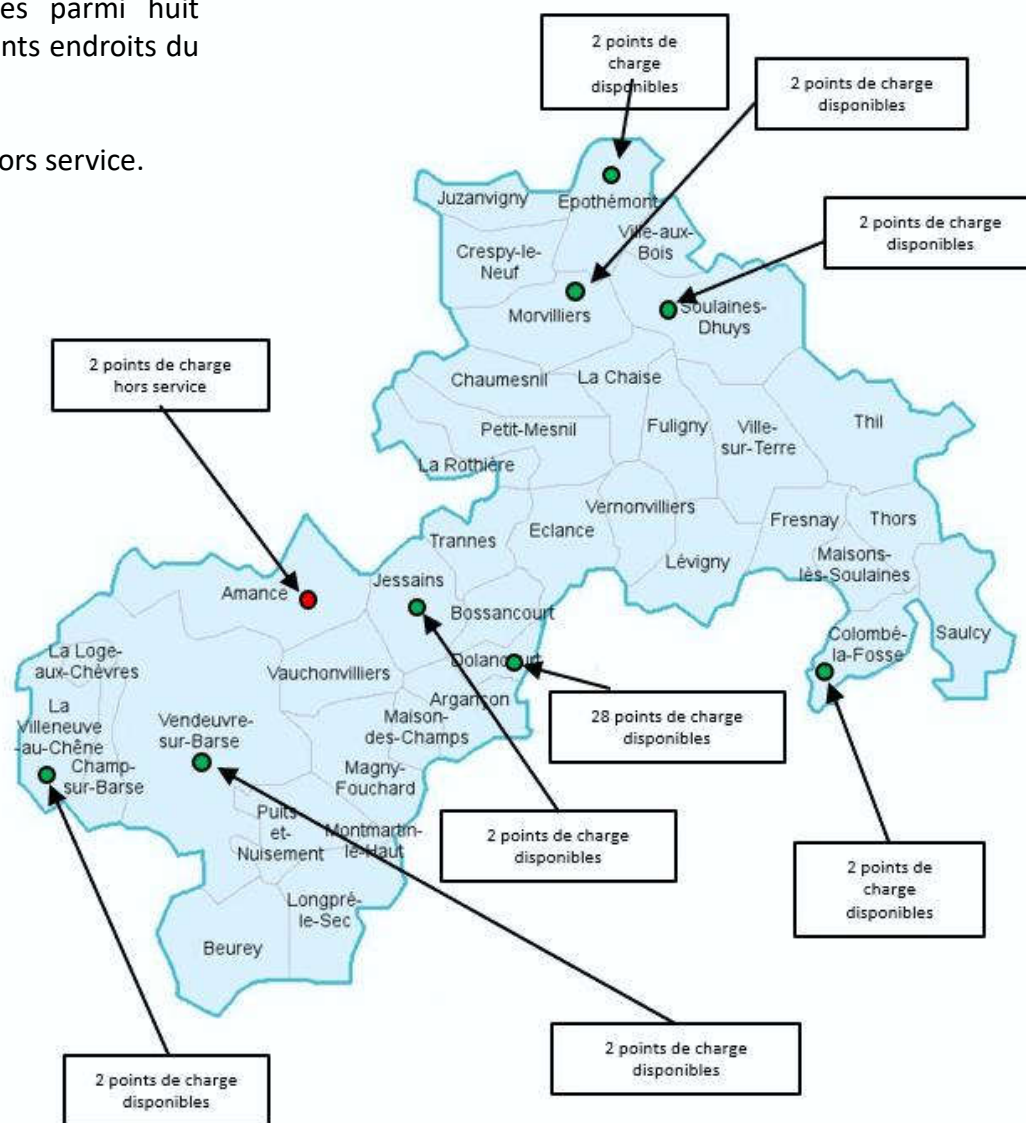 es parmi huit
nts endroits du
ors service.
2 points de
charge
disponibles
2 points de charge
disponibles
2 points de charge
disponibles
2 points de charge
hors service
Juzanvigny
Epothémont
Ville-aux-
Bois
Crespy-le-
Neuf
Morvilliers
Soulaines-
Dhuys
Chaumesnil
La Chaise
Petit-Mesnil
Fuligny
Ville-
sur-Terre
Thil
La Rothière
Vernonvilliers
Eclance
Trannes
Fresnay
Thors
Lévigny
Maisons-
lès-Soulaines
Jessains
Amance
Bossancourt
Colombé-
la-Fosse
Saulcy
La Loge-
aux-Chèvres
Vauchonvilliers
Dolancourt
Argançon
La
Villeneuve
-au-Chêne
Vendeuvre-
sur-Barse
Maison-
des-Champs
Champ-
sur-Barse
Magny-
Fouchard
Puits-
et-
Nuisement
Montmartin-
le-Haut
Longpré-
le-Sec
Beurey
28 points de charge
disponibles
2 points de charge
disponibles
2 points de
charge
disponibles
2 points de charge
disponibles
2 points de charge
disponibles